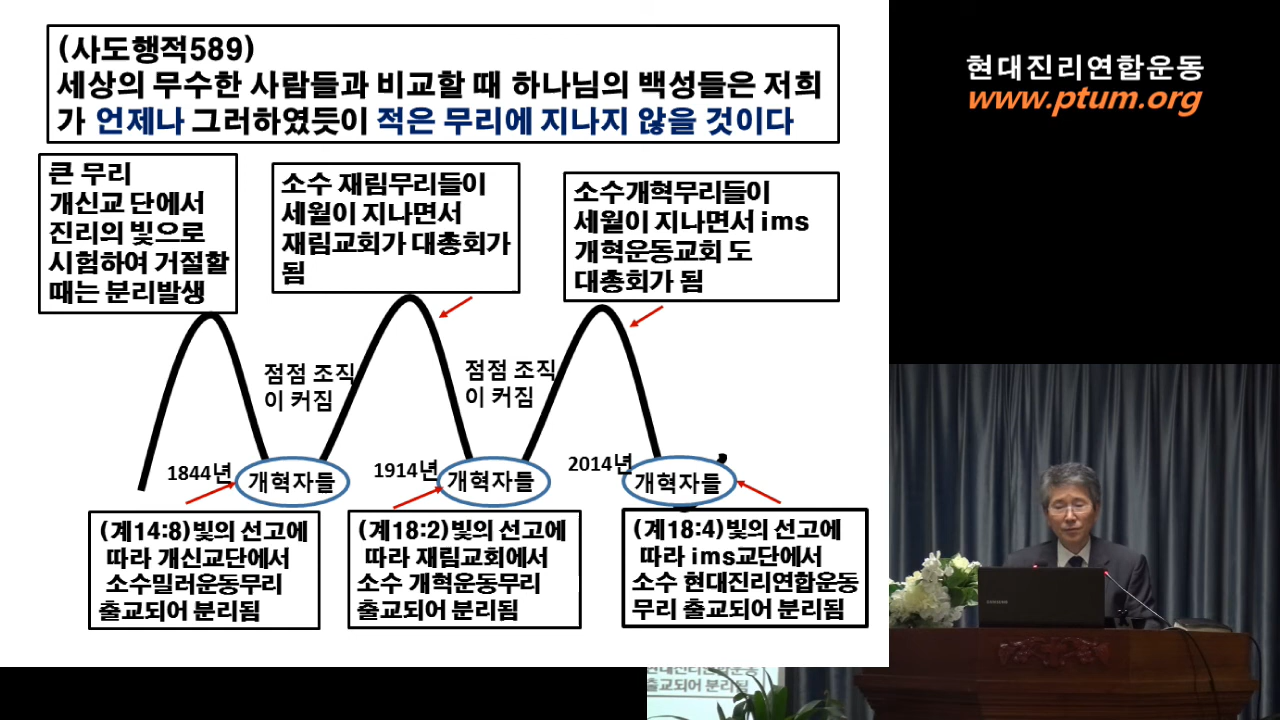 (사도행적589)
세상의 무수한 사람들과 비교할 때 하나님의 백성들은 저희
가 언제나 그러하였듯이 적은 무리에 지나지 않을 것이다
현대진리연합운동
www.ptum.org
큰 무리
개신교 단에서
진리의 빛으로
시험하여 거절할
때는 분리발생
소수 재림무리들이
세월이 지나면서
재림교회가 대총회가
됨
소수개혁무리들이
세월이 지나면서 ims
개혁운동교회 도
대총회가 됨
점점 조직
이 커짐
점점 조직
이 커짐
1844년
개혁자들
1914년
개혁자들
2014년
개혁자들
(계14:8)빛의 선고에
따라 개신교단에서
소수밀러운동무리
출교되어 분리됨
(계18:2)빛의 선고에
따라 재림교회에서
소수 개혁운동무리
출교되어 분리됨
(계18:4)빛의 선고에
따라 ims교단에서
소수 현대진리연합운동
무리 출교되어 분리됨
현대진리연합운동
출교되어 분리됨